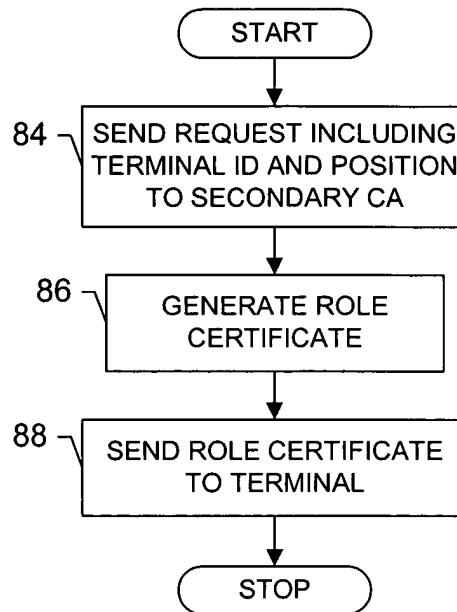 START
84
SEND REQUEST INCLUDING
TERMINAL ID AND POSITION
TO SECONDARY CA
86
GENERATE ROLE
CERTIFICATE
88
SEND ROLE CERTIFICATE
TO TERMINAL
STOP